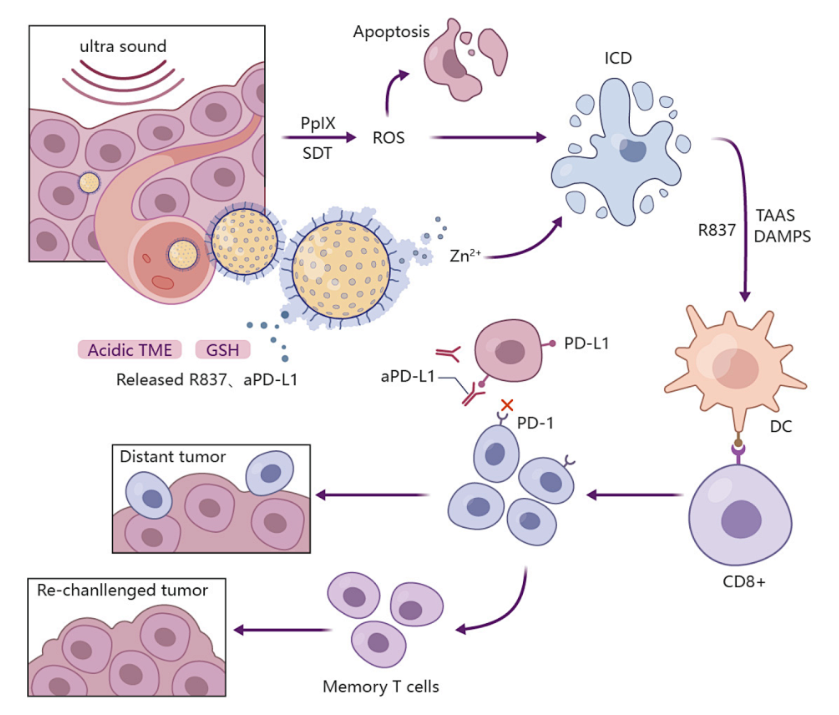 ultra sound
Apoptosis
ICD
PpIX
SDT
ROS
Zn²⁺
R837
TAAS
DAMPS
Acidic TME
GSH
Released R837、aPD-L1
PD-L1
aPD-L1
PD-1
DC
Distant tumor
CD8+
Re-chanllenged tumor
Memory T cells